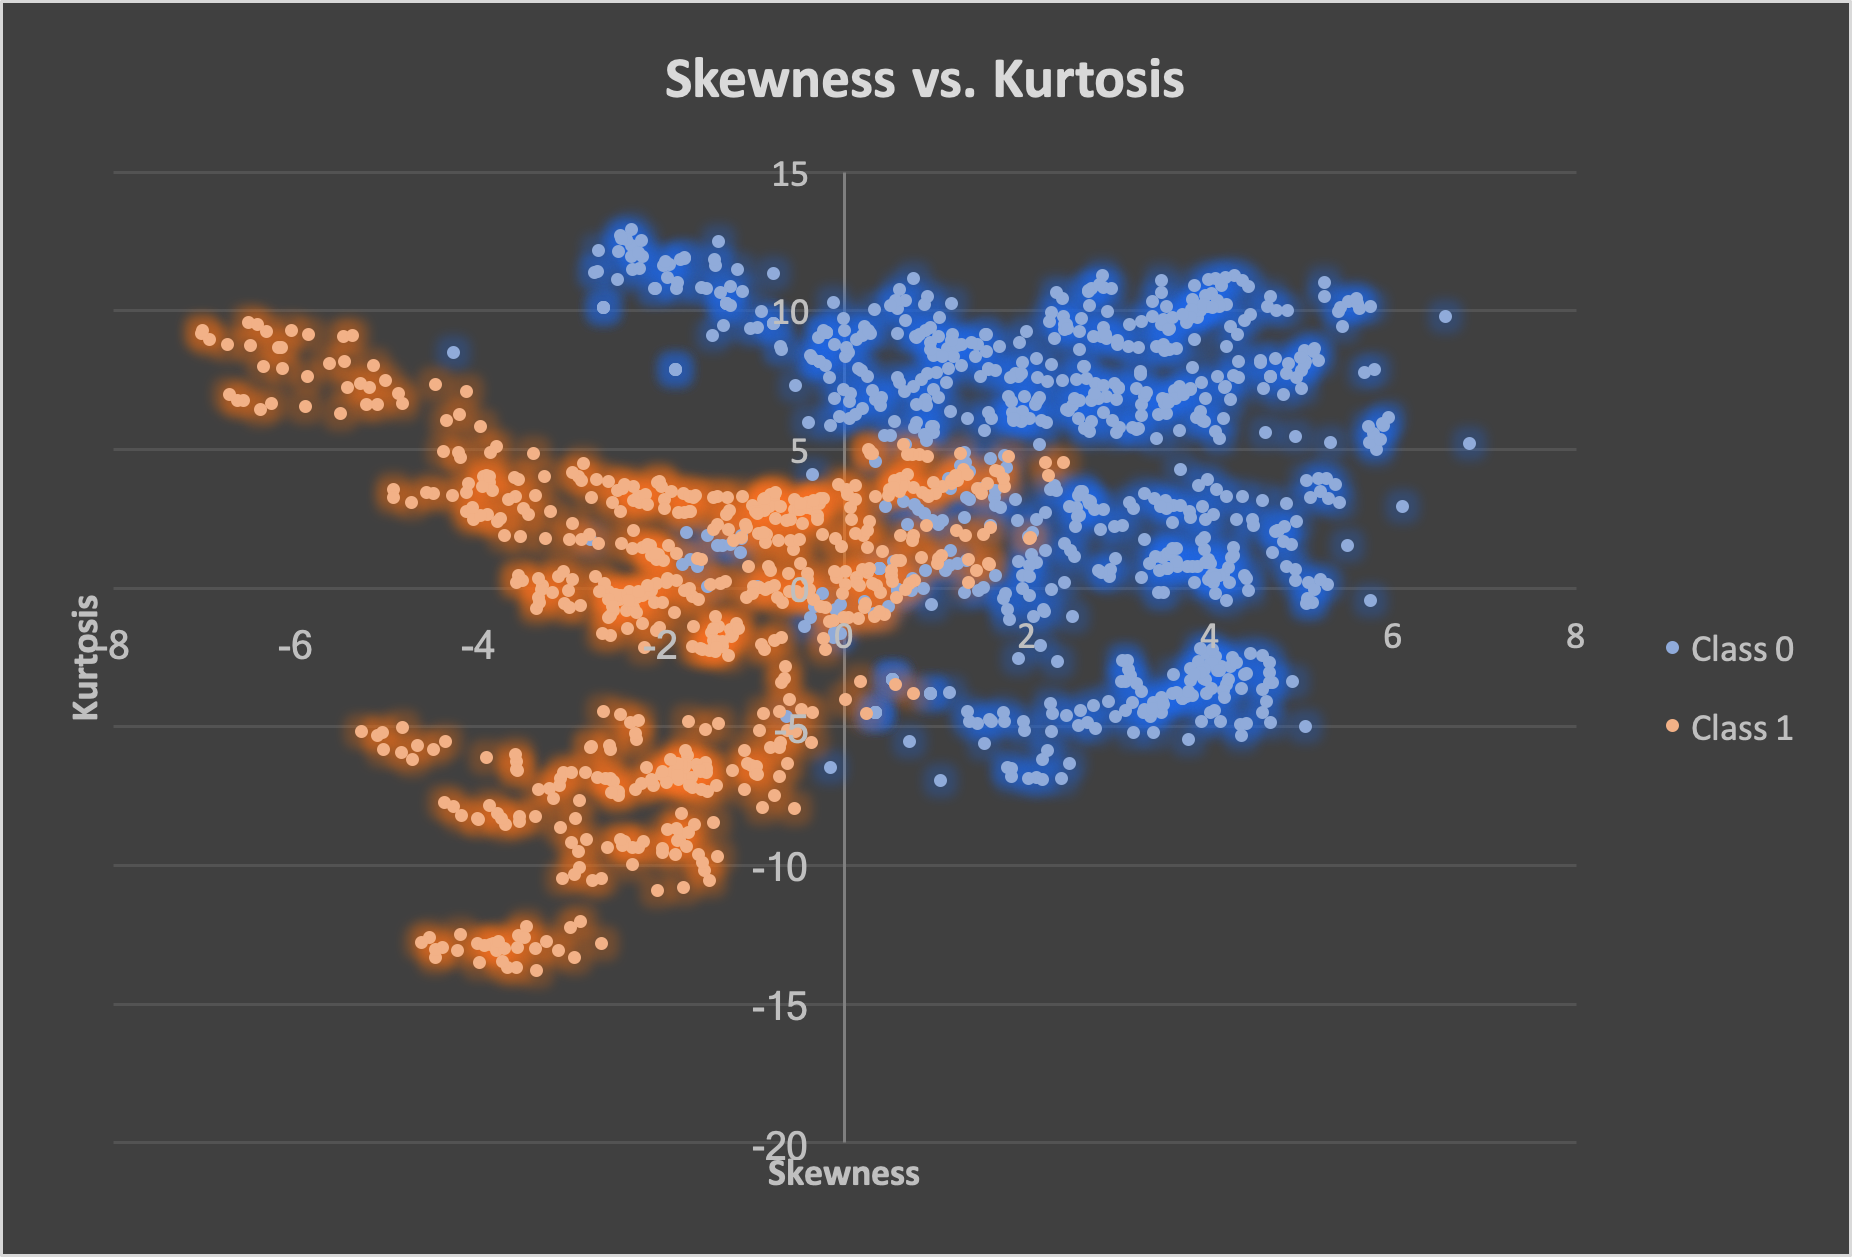 Skewness vs. Kurtosis
15
10
5
0
-8 -6 -4 -2 0 2 4 6 8
-5
-10
-15
-20
Kurtosis
Skewness
Class 0
Class 1